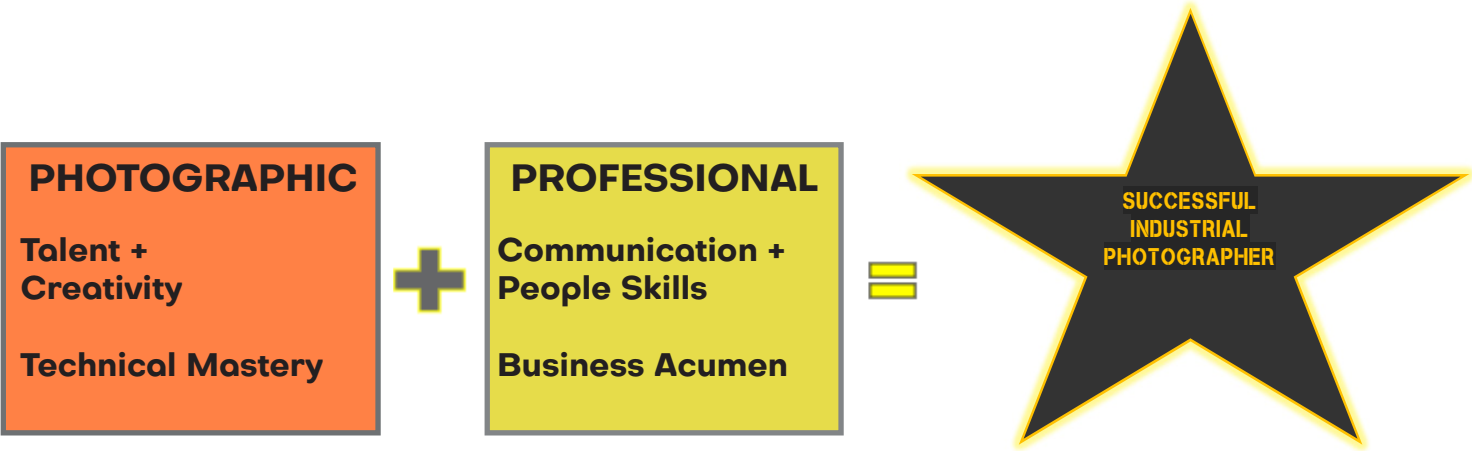 PHOTOGRAPHIC
Talent +
Creativity
Technical Mastery
+
PROFESSIONAL
Communication +
People Skills
Business Acumen
=
SUCCESSFUL
INDUSTRIAL
PHOTOGRAPHER